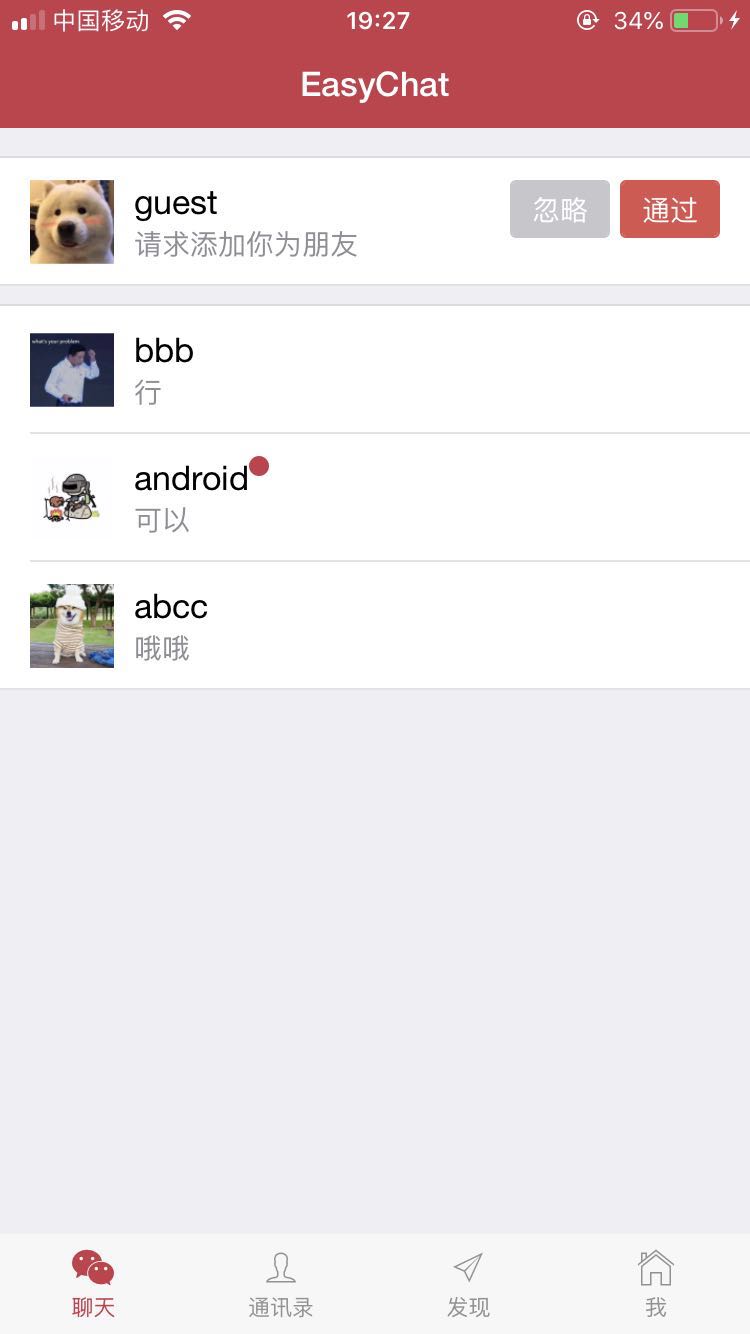 中国移动 19:27 34%
EasyChat
guest
请求添加你为朋友
忽略 通过
what's your problem
bbb
行
android
可以
abcc
哦哦
聊天 通讯录 发现 我